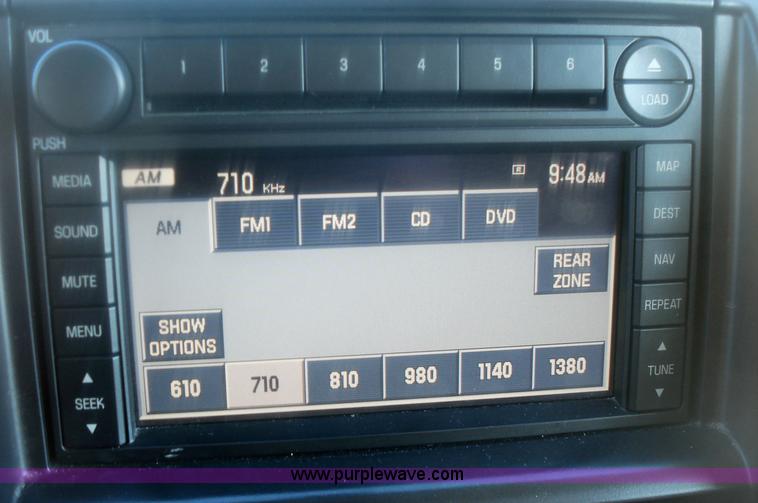 VOL
1 2 3 4 5 6
LOAD
PUSH
MEDIA
SOUND
MUTE
MENU
SEEK
AM 710 KHz R 9:48 AM
AM FM1 FM2 CD DVD
REAR
ZONE
SHOW
OPTIONS
610 710 810 980 1140 1380
MAP
DEST
NAV
REPEAT
TUNE
www.purplewave.com